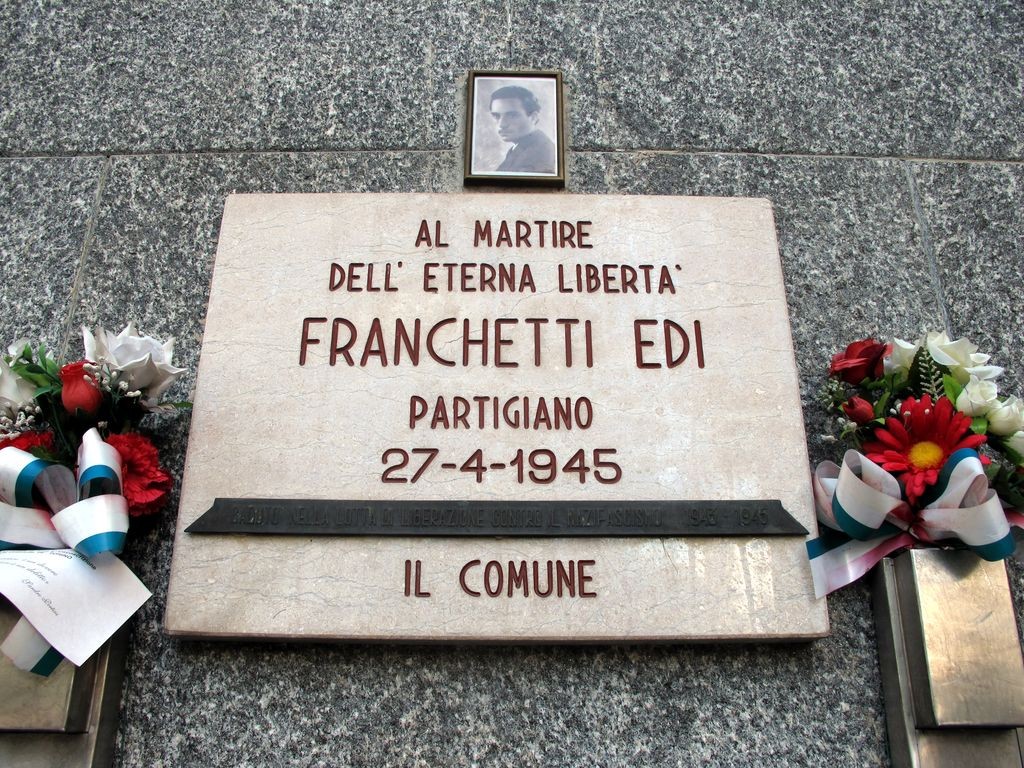 AL MARTIRE
DELL' ETERNA LIBERTA'
FRANCHETTI EDI
PARTIGIANO
27-4-1945
CADUTO NELLA LOTTA DI LIBERAZIONE CONTRO IL NAZIFASCISMO 1943-1945
IL COMUNE